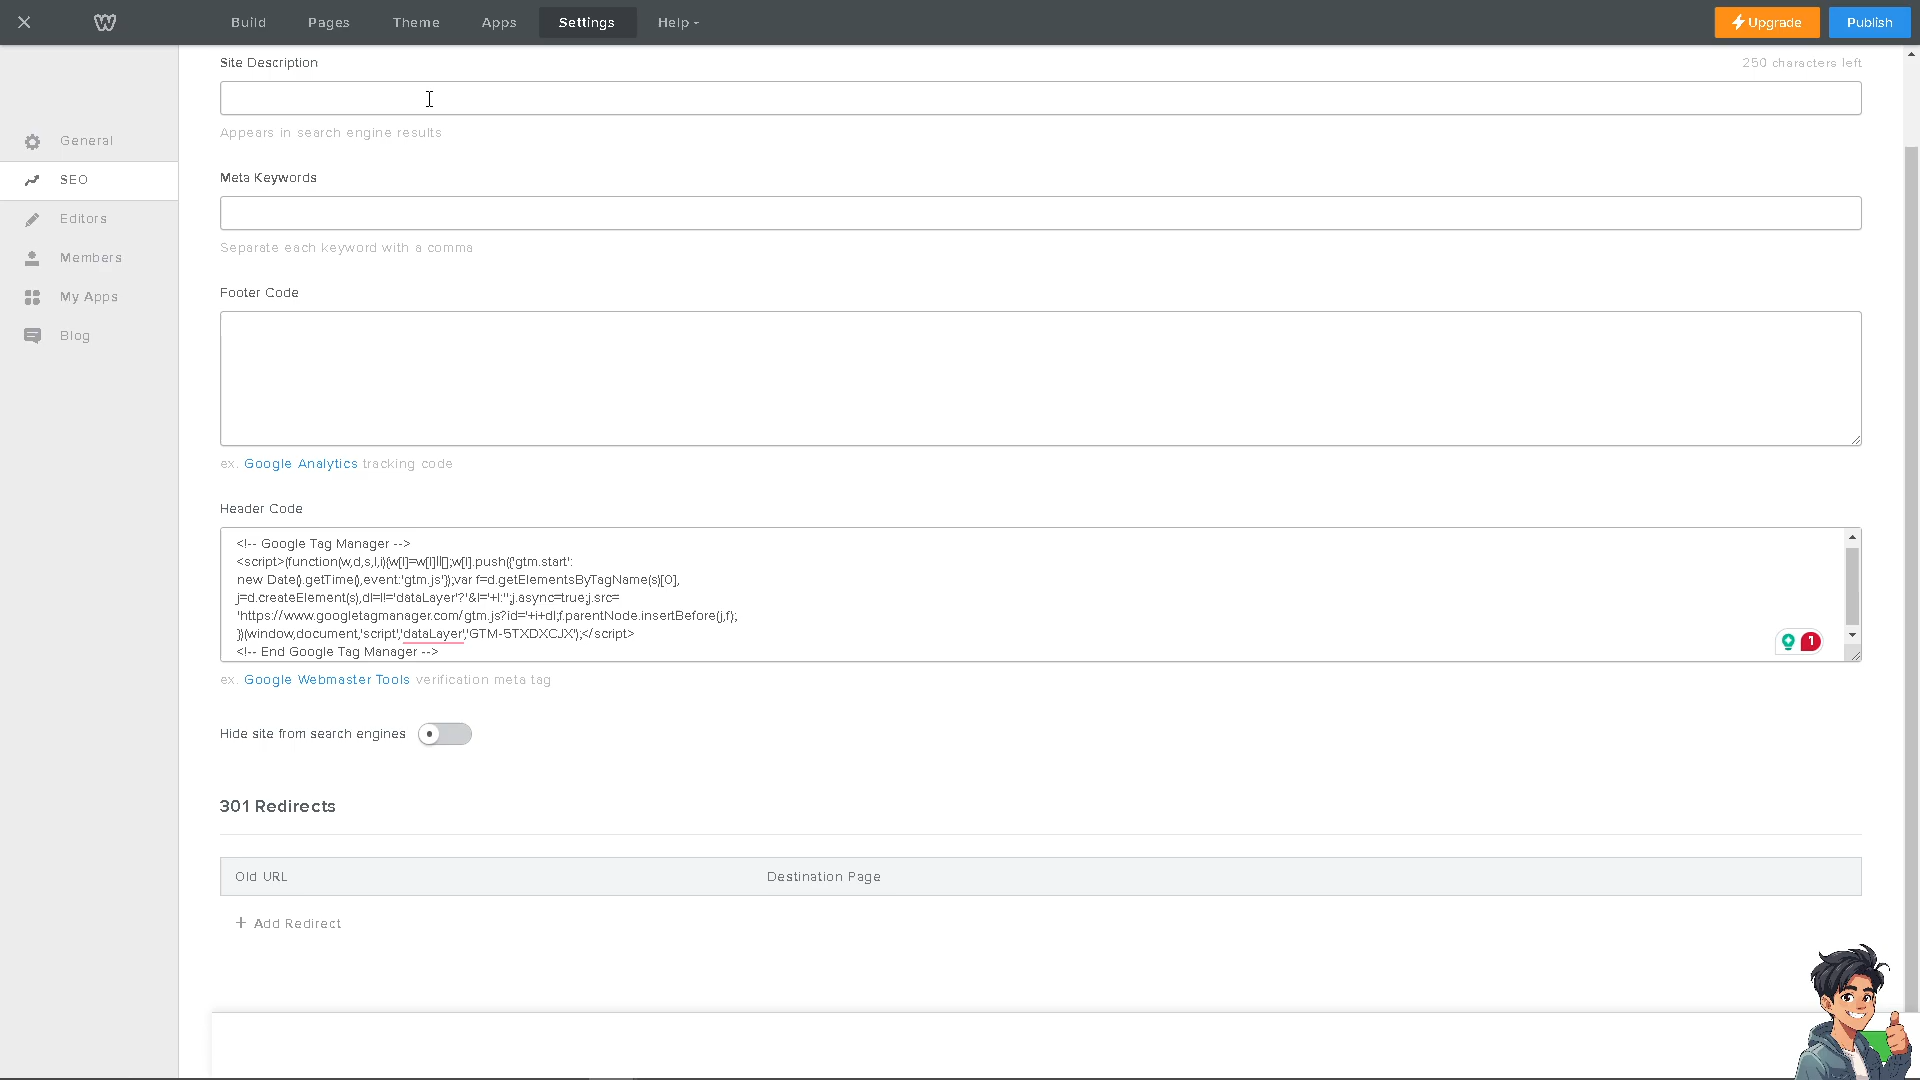 Build
Pages
Theme
Apps
Settings
Help
Upgrade
Publish
Site Description
250 characters left
Appears in search engine results
General
SEO
Editors
Members
My Apps
Blog
Meta Keywords
Separate each keyword with a comma
Footer Code
ex. Google Analytics tracking code
Header Code
<!-- Google Tag Manager -->
<script>(function(w,d,s,l,i){w[l]=w[l]||[];w[l].push({'gtm.start':
new Date().getTime(),event:'gtm.js'});var f=d.getElementsByTagName(s)[0],
j=d.createElement(s),dl=l!='dataLayer'?'&l='+l:'';j.async=true;j.src=
'https://www.googletagmanager.com/gtm.js?id='+i+dl;f.parentNode.insertBefore(j,f);
})(window,document,'script','dataLayer','GTM-5TXDXCJX');</script>
<!-- End Google Tag Manager -->
1
ex. Google Webmaster Tools verification meta tag
Hide site from search engines
301 Redirects
Old URL
Destination Page
+ Add Redirect